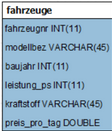 fahrzeuge
fahrzeugnr INT(11)
modellbez VARCHAR(45)
baujahr INT(11)
leistung_ps INT(11)
kraftstoff VARCHAR(45)
preis_pro_tag DOUBLE